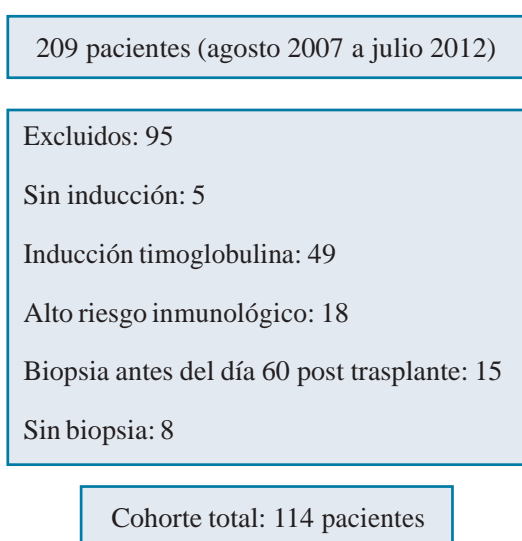 209 pacientes (agosto 2007 a julio 2012)
Excluidos: 95
Sin inducción: 5
Inducción timoglobulina: 49
Alto riesgo inmunológico: 18
Biopsia antes del día 60 post trasplante: 15
Sin biopsia: 8
Cohorte total: 114 pacientes